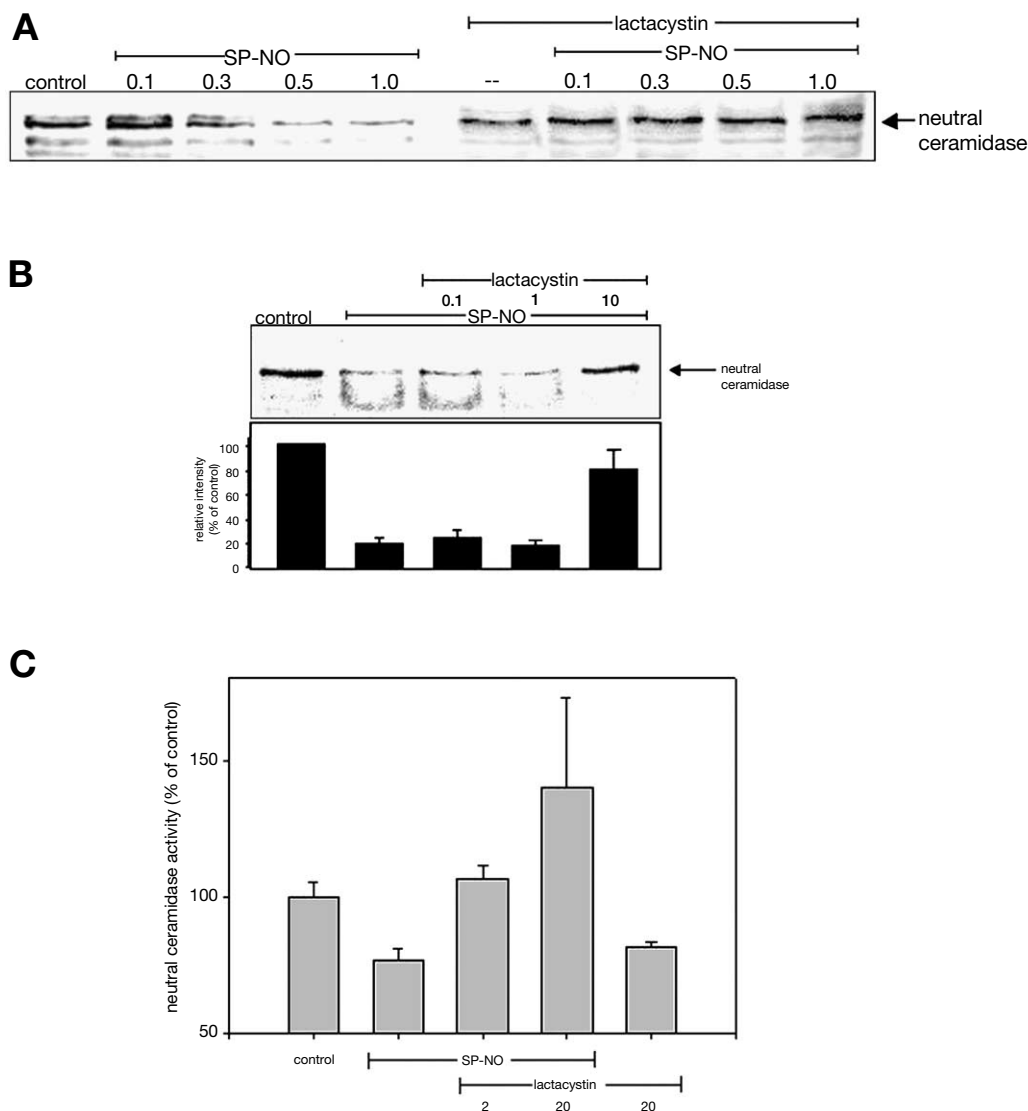 A
lactacystin
SP-NO
SP-NO
control 0.1 0.3 0.5 1.0 -- 0.1 0.3 0.5 1.0
neutral
ceramidase
B
lactacystin
0.1 1 10
control SP-NO
neutral
ceramidase
relative intensity
(% of control)
100
80
60
40
20
0
C
neutral ceramidase activity (% of control)
150
100
50
control SP-NO
lactacystin
2 20 20